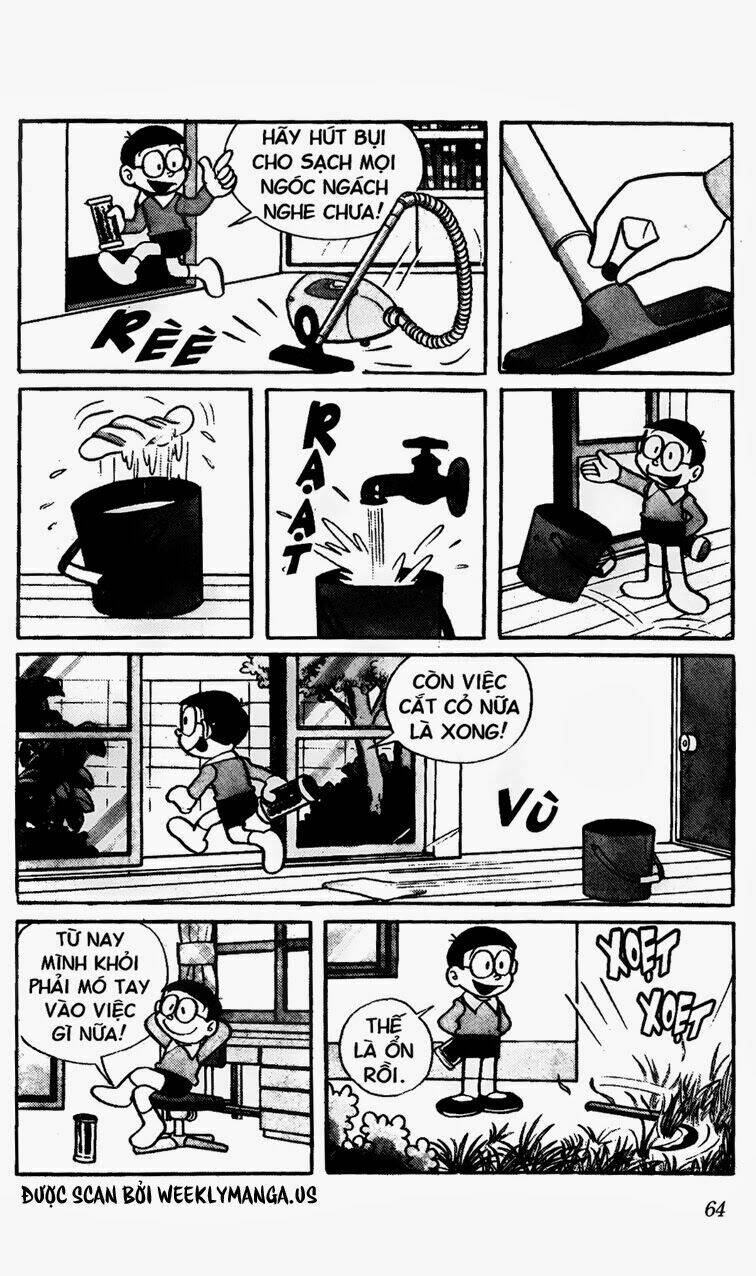 HÃY HÚT BỤI
CHO SẠCH MỌI
NGÓC NGÁCH
NGHE CHƯA!
RÈÈ
RẠẠT
CÒN VIỆC
CẮT CỎ NỮA
LÀ XONG!
VÙ
TỪ NAY
MÌNH KHỎI
PHẢI MÓ TAY
VÀO VIỆC
GÌ NỮA!
THẾ
LÀ ỔN
RỒI.
XOẸT
XOẸT
ĐƯỢC SCAN BỞI WEEKLYMANGA.US
64